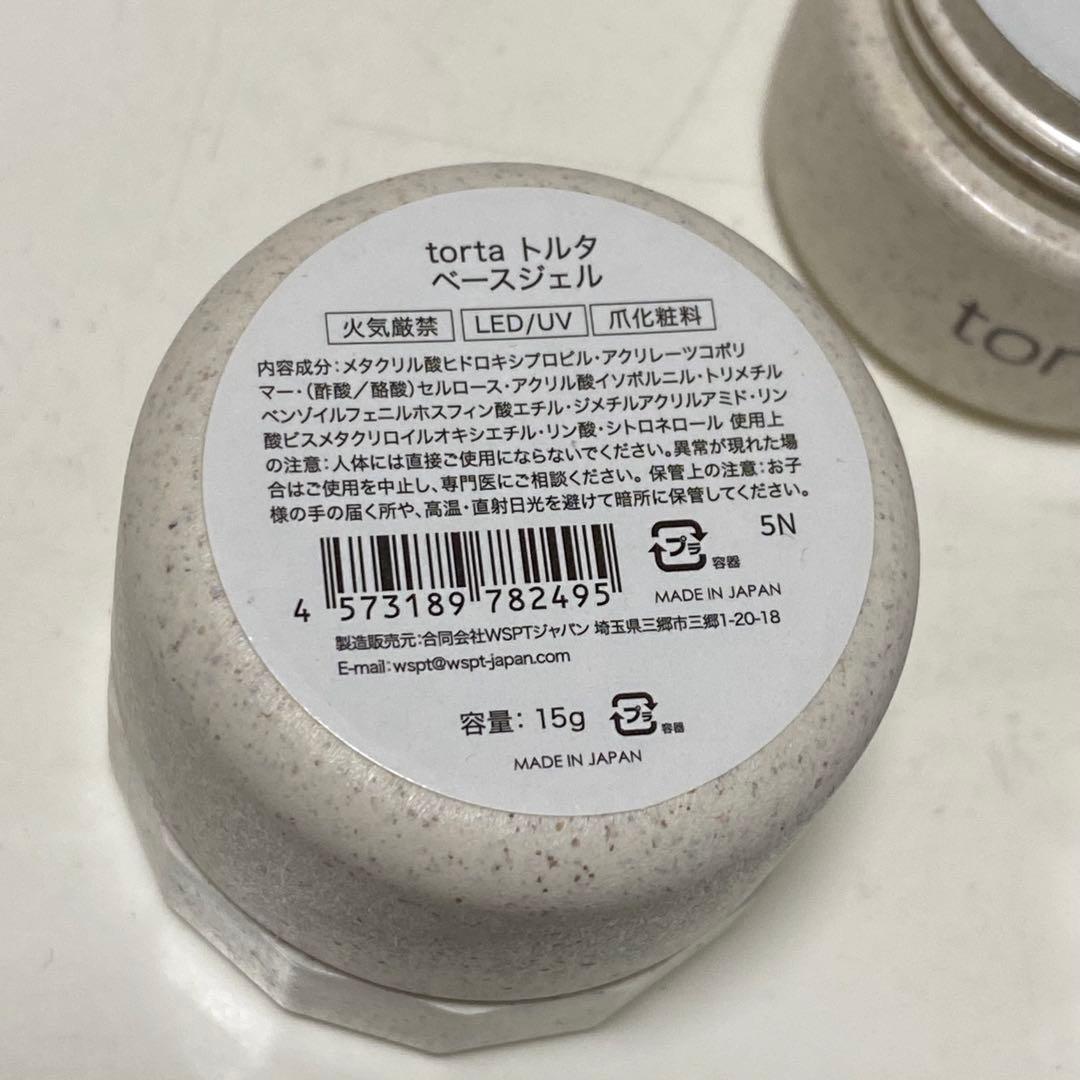 torta トルタ
ベースジェル
火気厳禁 LED/UV 爪化粧料
内容成分:メタクリル酸ヒドロキシプロピル・アクリレーツコポリ
マー・(酢酸/酪酸)セルロース・アクリル酸イソボルニル・トリメチル
ベンゾイルフェニルホスフィン酸エチル・ジメチルアクリルアミド・リン
酸ビスメタクリロイルオキシエチル・リン酸・シトロネロール 使用上
の注意:人体には直接ご使用にならないでください。異常が現れた場
合はご使用を中止し、専門医にご相談ください。保管上の注意:お子
様の手の届く所や、高温・直射日光を避けて暗所に保管してください。
プラ 容器 5N
4 573189 782495
MADE IN JAPAN
製造販売元:合同会社WSPTジャパン 埼玉県三郷市三郷1-20-18
E-mail:wspt@wspt-japan.com
容量: 15g プラ 容器
MADE IN JAPAN
tor